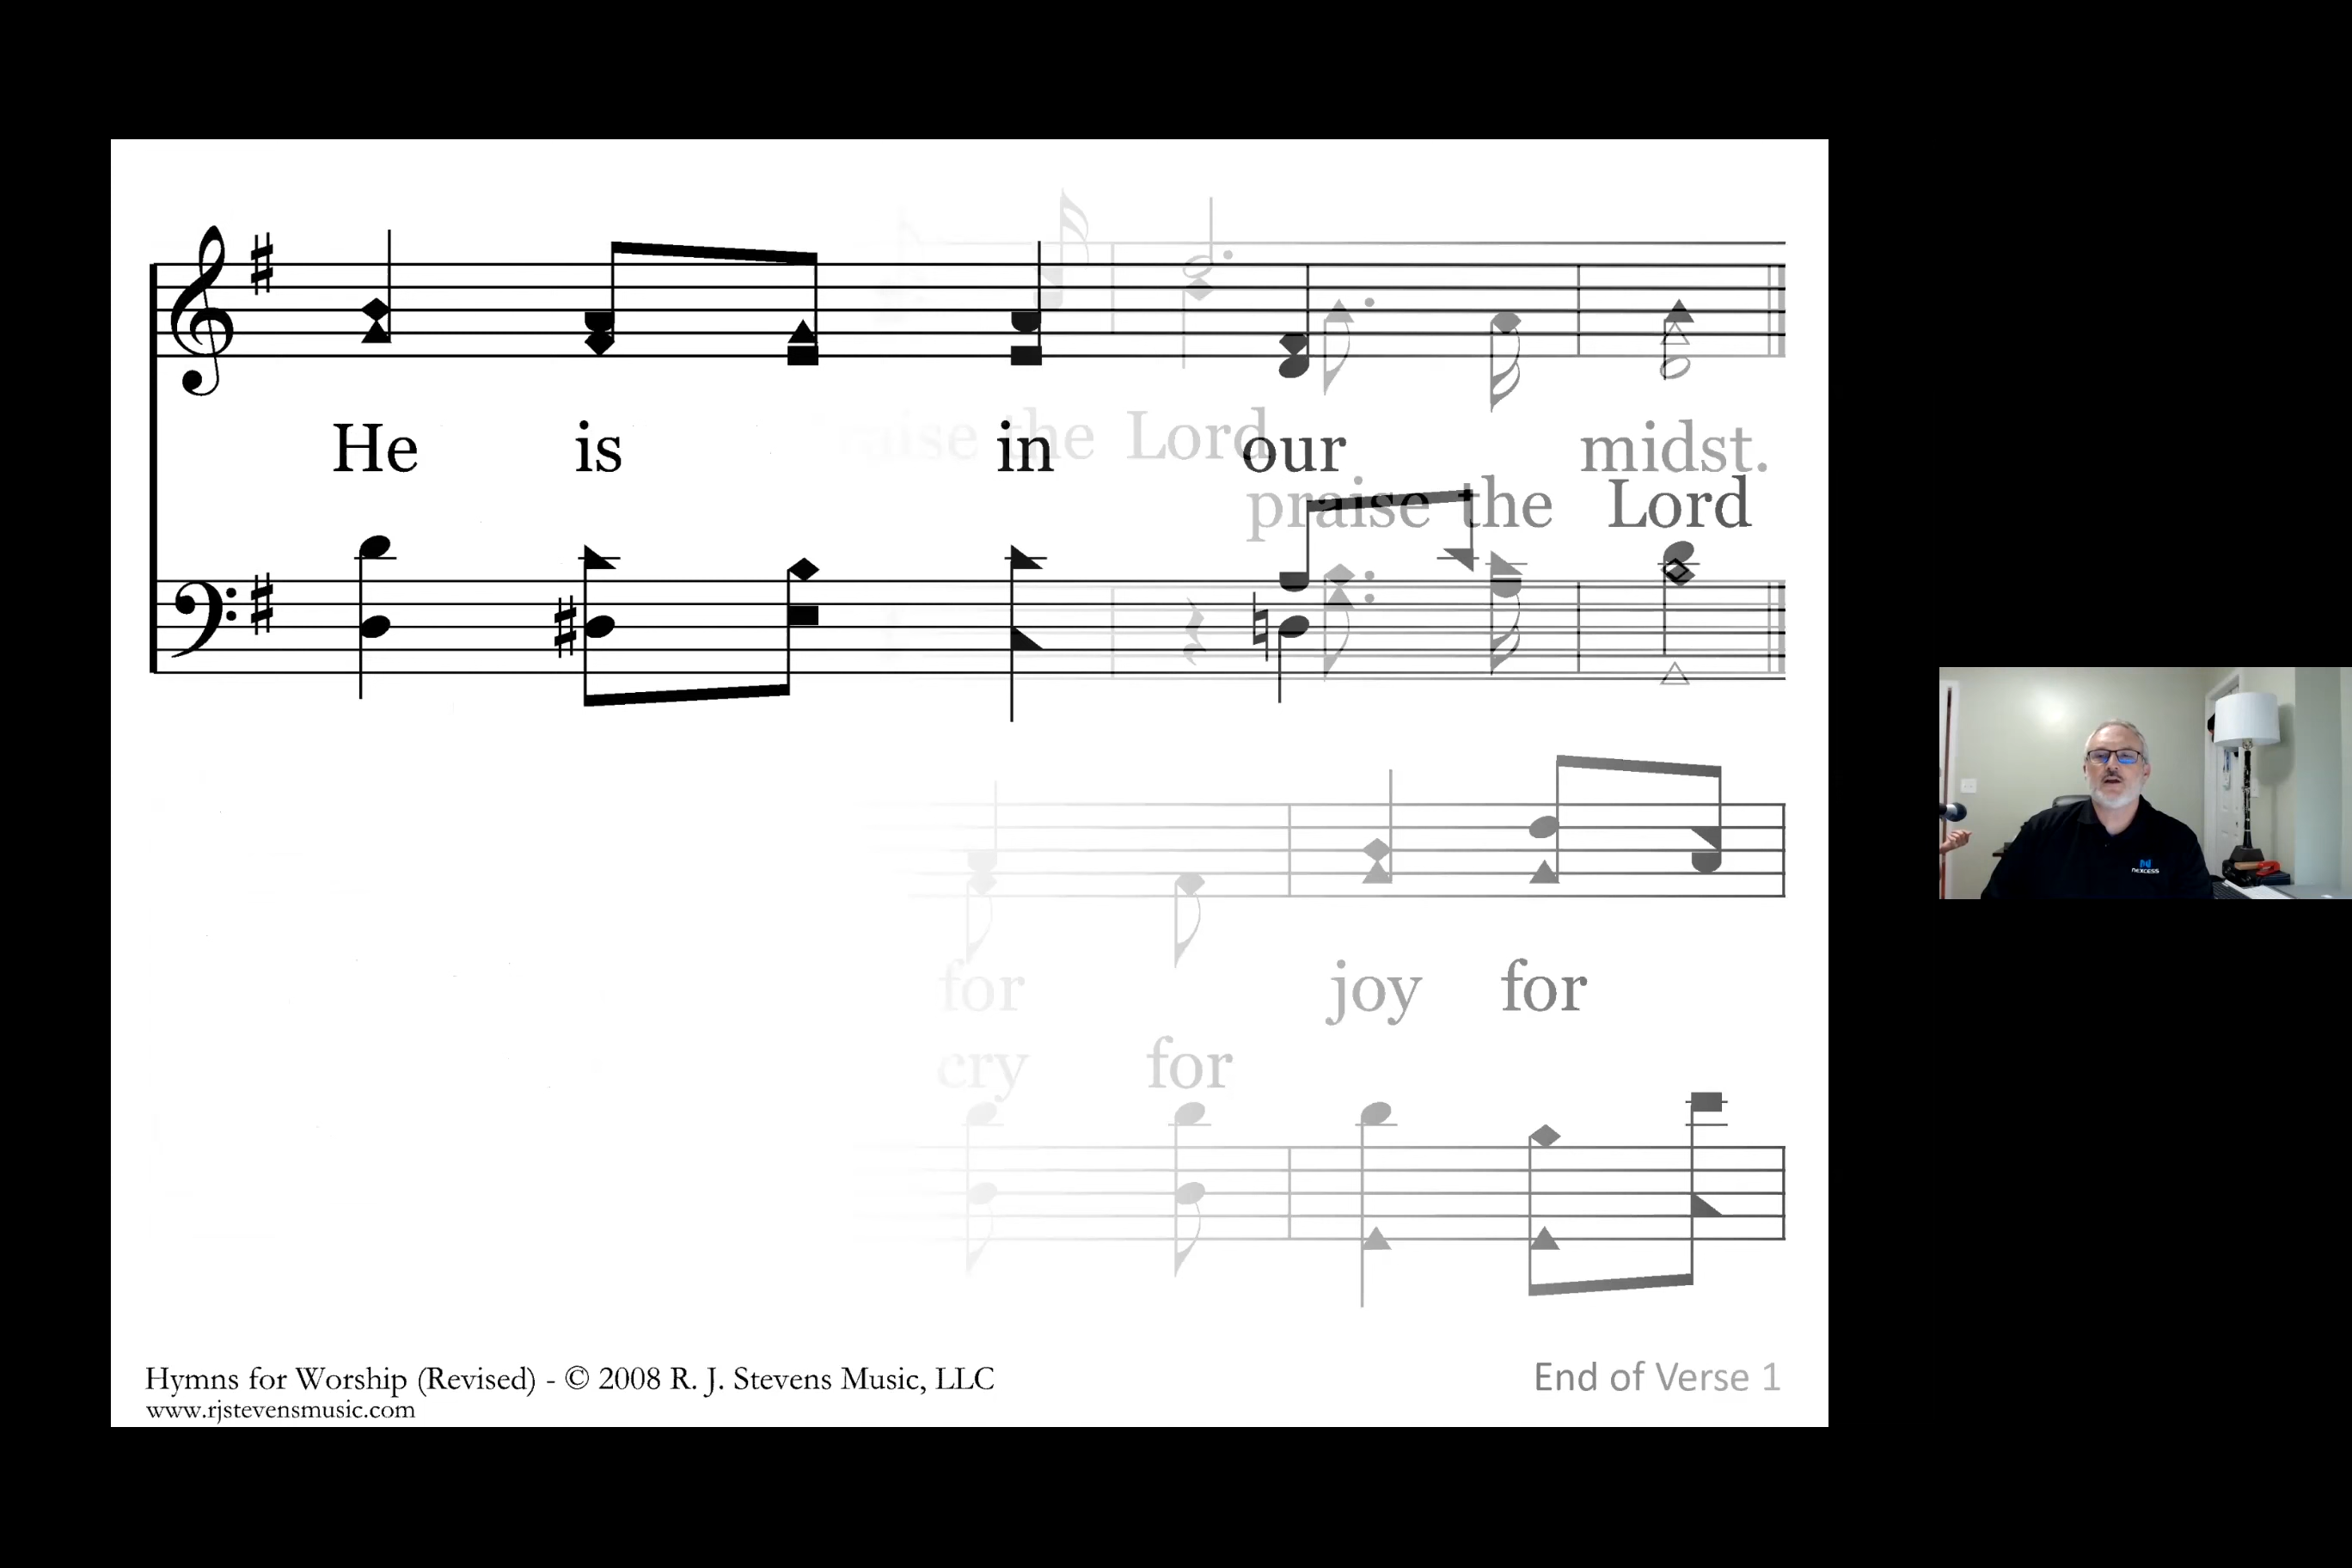 praise the Lord
He is in our midst.
praise the Lord
for joy for
cry for
Hymns for Worship (Revised) - © 2008 R. J. Stevens Music, LLC
www.rjstevensmusic.com
End of Verse 1
nexcess